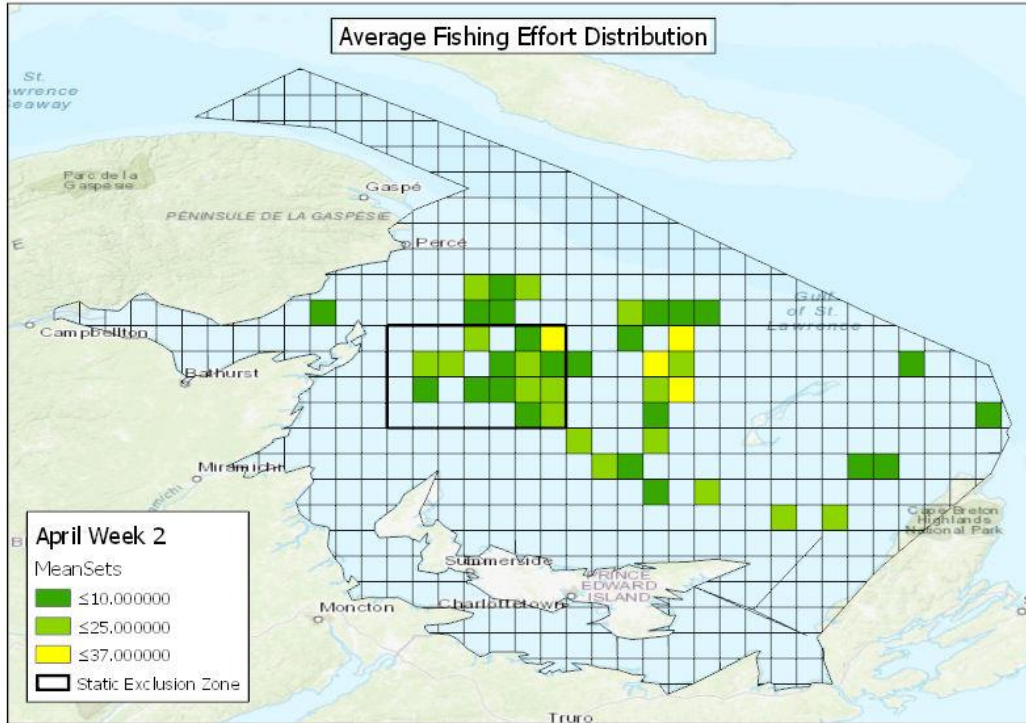 Average Fishing Effort Distribution
St.
Lawrence
Seaway
Parc de la
Gaspésie
Gaspé
PÉNINSULE DE LA GASPÉSIE
E
Percé
Gulf
of St.
Lawrence
Campbellton
Bathurst
Miramichi
Cape Breton
Highlands
National Park
Summerside
PRINCE
EDWARD
ISLAND
Charlottetown
Moncton
Truro
April Week 2
MeanSets
≤10.000000
≤25.000000
≤37.000000
Static Exclusion Zone